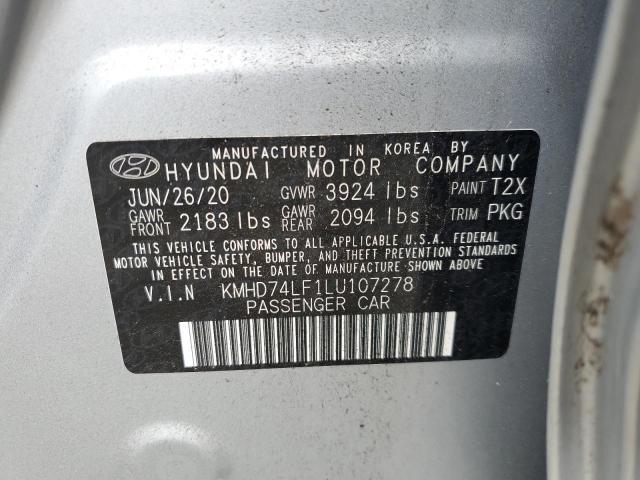 MANUFACTURED IN KOREA BY
HYUNDAI MOTOR COMPANY
JUN/26/20 GVWR 3924 lbs PAINT T2X
GAWR FRONT 2183 lbs GAWR REAR 2094 lbs TRIM PKG
THIS VEHICLE CONFORMS TO ALL APPLICABLE U.S.A. FEDERAL
MOTOR VEHICLE SAFETY, BUMPER, AND THEFT PREVENTION STANDARDS
IN EFFECT ON THE DATE OF MANUFACTURE SHOWN ABOVE.
V.I.N KMHD74LF1LU107278
PASSENGER CAR